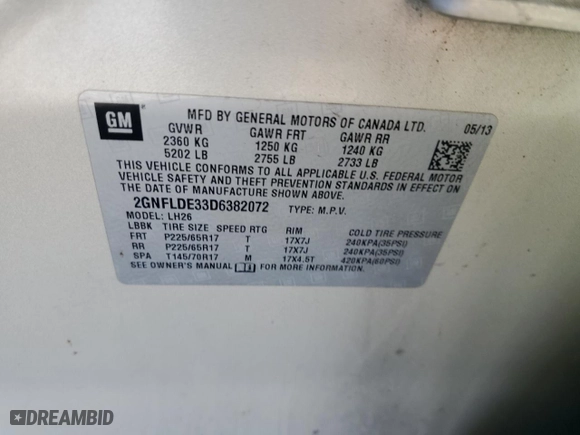 GM
MFD BY GENERAL MOTORS OF CANADA LTD. 05/13
GVWR GAWR FRT GAWR RR
2360 KG 1250 KG 1240 KG
5202 LB 2755 LB 2733 LB
THIS VEHICLE CONFORMS TO ALL APPLICABLE U.S. FEDERAL MOTOR
VEHICLE SAFETY AND THEFT PREVENTION STANDARDS IN EFFECT ON
THE DATE OF MANUFACTURE SHOWN ABOVE.
2GNFLDE33D6382072 TYPE: M.P.V.
MODEL: LH26
LBBK TIRE SIZE SPEED RTG RIM COLD TIRE PRESSURE
FRT P225/65R17 T 17X7J 240KPA(35PSI)
RR P225/65R17 T 17X7J 240KPA(35PSI)
SPA T145/70R17 M 17X4.5T 420KPA(60PSI)
SEE OWNER'S MANUAL FOR MORE INFORMATION.
DREAMBID